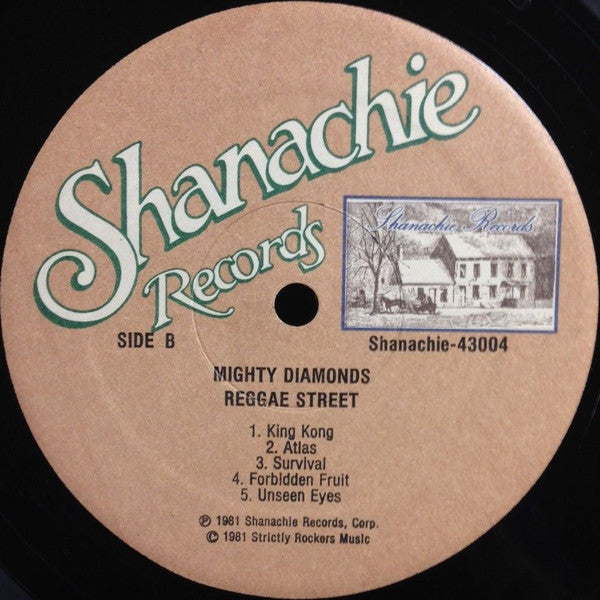 Shanachie
Records
Shanachie Records
SIDE B
Shanachie-43004
MIGHTY DIAMONDS
REGGAE STREET
1. King Kong
2. Atlas
3. Survival
4. Forbidden Fruit
5. Unseen Eyes
℗ 1981 Shanachie Records, Corp.
© 1981 Strictly Rockers Music